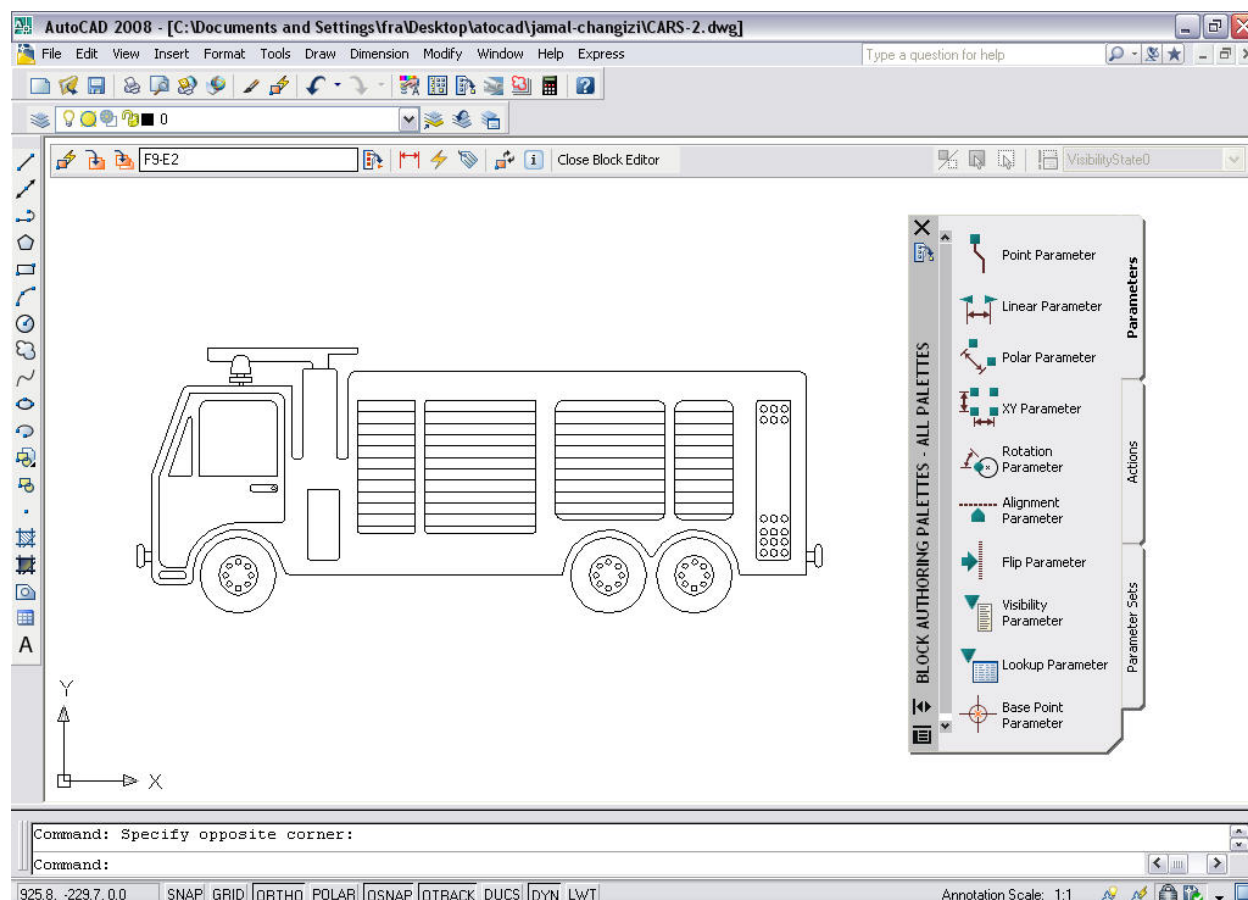 AutoCAD 2008 - [C:\Documents and Settings\fra\Desktop\atocad\jamal-changizi\CARS-2.dwg]
File Edit View Insert Format Tools Draw Dimension Modify Window Help Express
Type a question for help
0
F9-E2
Close Block Editor
VisibilityState0
BLOCK AUTHORING PALETTES - ALL PALETTES
Point Parameter
Linear Parameter
Polar Parameter
XY Parameter
Rotation
Parameter
Alignment
Parameter
Flip Parameter
Visibility
Parameter
Lookup Parameter
Base Point
Parameter
Parameters
Actions
Parameter Sets
A
Y
X
Command: Specify opposite corner:
Command:
925.8, -229.7, 0.0 SNAP GRID ORTHO POLAR OSNAP OTRACK DUCS DYN LWT Annotation Scale: 1:1